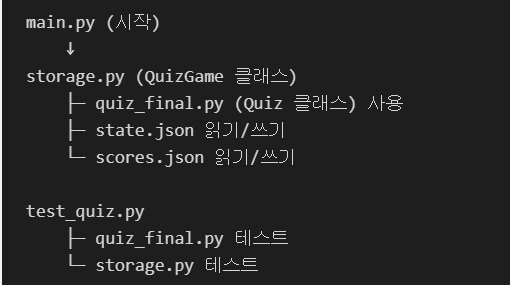 main.py (시작)
↓
storage.py (QuizGame 클래스)
├─ quiz_final.py (Quiz 클래스) 사용
├─ state.json 읽기/쓰기
└─ scores.json 읽기/쓰기
test_quiz.py
├─ quiz_final.py 테스트
└─ storage.py 테스트